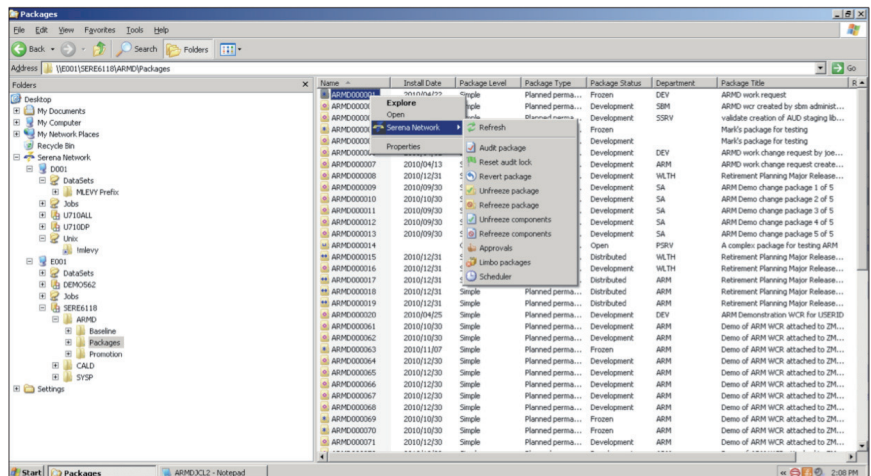 Packages
File Edit View Favorites Tools Help
Back Search Folders
Address \\E001\SERE6118\ARMD\Packages Go
Folders
Desktop
My Documents
My Computer
My Network Places
Recycle Bin
Serena Network
D001
DataSets
MLEVY Prefix
Jobs
U710ALL
U710DP
Unix
!mlevy
E001
DataSets
DEMO562
Jobs
SERE6118
ARMD
Baseline
Packages
Promotion
CALD
SYSP
Settings
Name Install Date Package Level Package Type Package Status Department Package Title R
ARMD000001 2010/04/22 Simple Planned perma... Frozen DEV ARMD work request
Development SBM ARMD wcr created by sbm administ...
Development SSRV validate creation of AUD staging lib...
Frozen Mark's package for testing
Development Mark's package for testing
Development DEV ARMD work change request by joe...
ARMD000007 2010/04/13 Development ARM ARMD work change request create...
ARMD000008 2010/12/31 Development WLTH Retirement Planning Major Release...
ARMD000009 2010/09/30 Development SA ARM Demo change package 1 of 5
ARMD000010 2010/10/30 Development SA ARM Demo change package 2 of 5
ARMD000011 2010/09/30 Development SA ARM Demo change package 3 of 5
ARMD000012 2010/09/30 Development SA ARM Demo change package 4 of 5
ARMD000013 2010/09/30 Development SA ARM Demo change package 5 of 5
ARMD000014 Open PSRV A complex package for testing ARM
ARMD000015 2010/12/31 Distributed WLTH Retirement Planning Major Release...
ARMD000016 2010/12/31 Development WLTH Retirement Planning Major Release...
ARMD000017 2010/12/31 Distributed ARM Retirement Planning Major Release...
ARMD000018 2010/12/31 Simple Planned perma... Distributed ARM Retirement Planning Major Release...
ARMD000019 2010/12/31 Simple Planned perma... Distributed ARM Retirement Planning Major Release...
ARMD000020 2010/04/25 Simple Planned perma... Development DEV ARM Demonstration WCR for USERID
ARMD000061 2010/10/30 Simple Planned perma... Development ARM Demo of ARM WCR attached to ZM...
ARMD000062 2010/10/30 Simple Planned perma... Development ARM Demo of ARM WCR attached to ZM...
ARMD000063 2010/11/07 Simple Planned perma... Frozen ARM Demo of ARM WCR attached to ZM...
ARMD000064 2010/12/30 Simple Planned perma... Development ARM Demo of ARM WCR attached to ZM...
ARMD000065 2010/12/30 Simple Planned perma... Development ARM Demo of ARM WCR attached to ZM...
ARMD000066 2010/12/30 Simple Planned perma... Development ARM Demo of ARM WCR attached to ZM...
ARMD000067 2010/12/30 Simple Planned perma... Development ARM Demo of ARM WCR attached to ZM...
ARMD000068 2010/12/30 Simple Planned perma... Development ARM Demo of ARM WCR attached to ZM...
ARMD000069 2010/10/30 Simple Planned perma... Frozen ARM Demo of ARM WCR attached to ZM...
ARMD000070 2010/10/30 Simple Planned perma... Frozen ARM Demo of ARM WCR attached to ZM...
ARMD000071 2010/12/30 Simple Planned perma... Development ARM Demo of ARM WCR attached to ZM...
Explore
Open
Serena Network
Properties
Refresh
Audit package
Reset audit lock
Revert package
Unfreeze package
Refreeze package
Unfreeze components
Refreeze components
Approvals
Limbo packages
Scheduler
Start Packages ARMDJCL2 - Notepad 2:08 PM